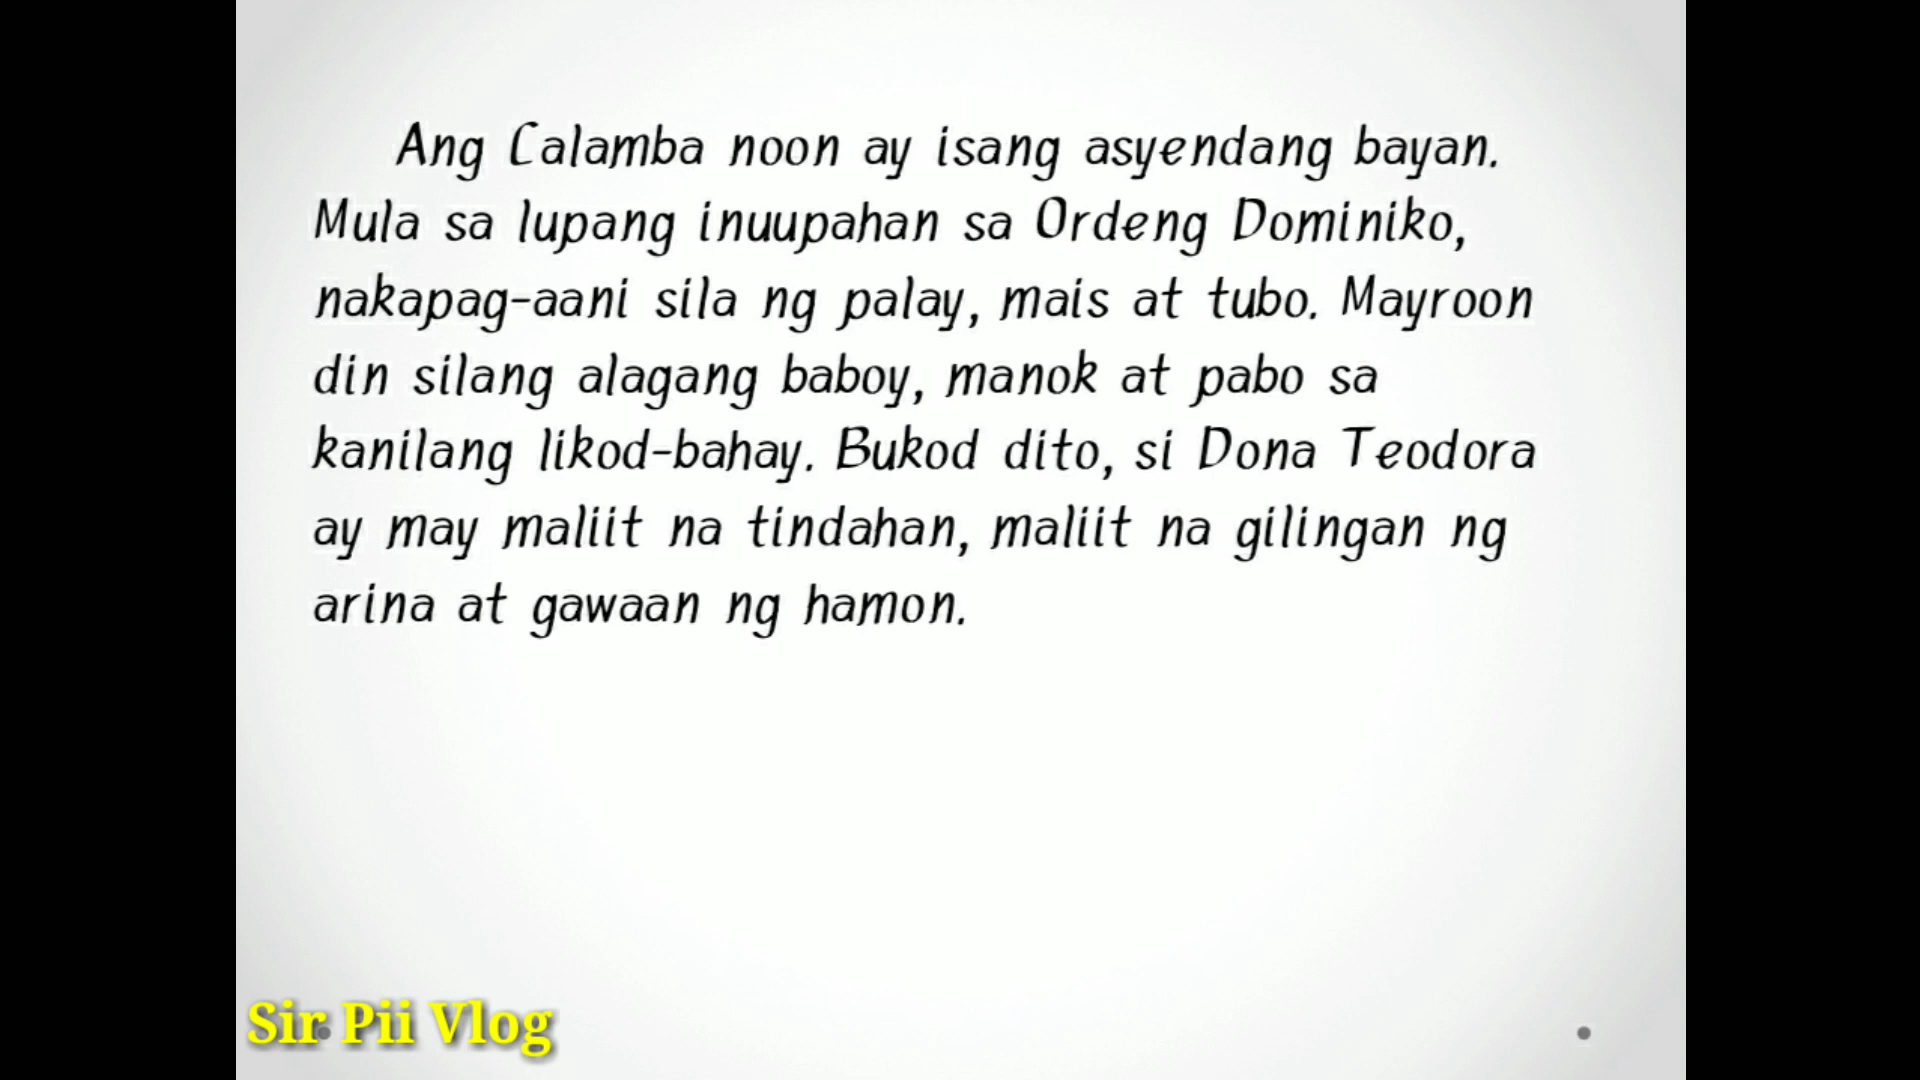 Ang Calamba noon ay isang asyendang bayan.
Mula sa lupang inuupahan sa Ordeng Dominiko,
nakapag-aani sila ng palay, mais at tubo. Mayroon
din silang alagang baboy, manok at pabo sa
kanilang likod-bahay. Bukod dito, si Dona Teodora
ay may maliit na tindahan, maliit na gilingan ng
arina at gawaan ng hamon.
Sir Pii Vlog